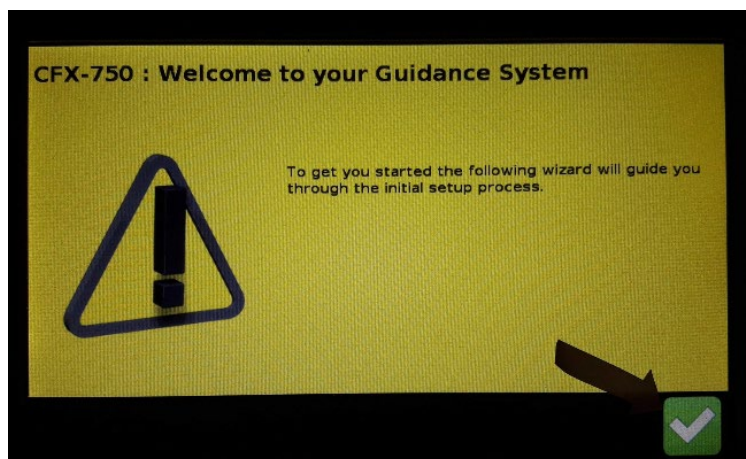 CFX-750 : Welcome to your Guidance System
To get you started the following wizard will guide you
through the initial setup process.